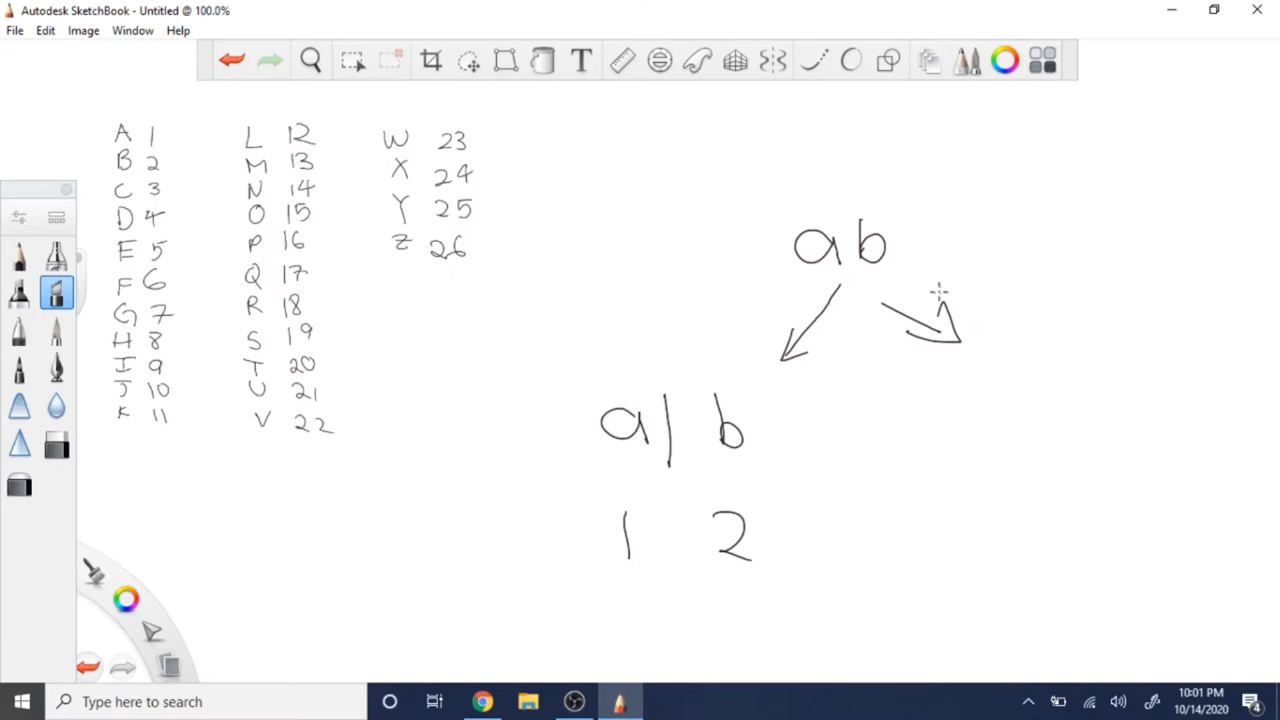 Autodesk SketchBook - Untitled @ 100.0%
File Edit Image Window Help
A 1
B 2
C 3
D 4
E 5
F 6
G 7
H 8
I 9
J 10
K 11
L 12
M 13
N 14
O 15
P 16
Q 17
R 18
S 19
T 20
U 21
V 22
W 23
X 24
Y 25
Z 26
ab
a | b
1 2
Type here to search
10:01 PM
10/14/2020
4